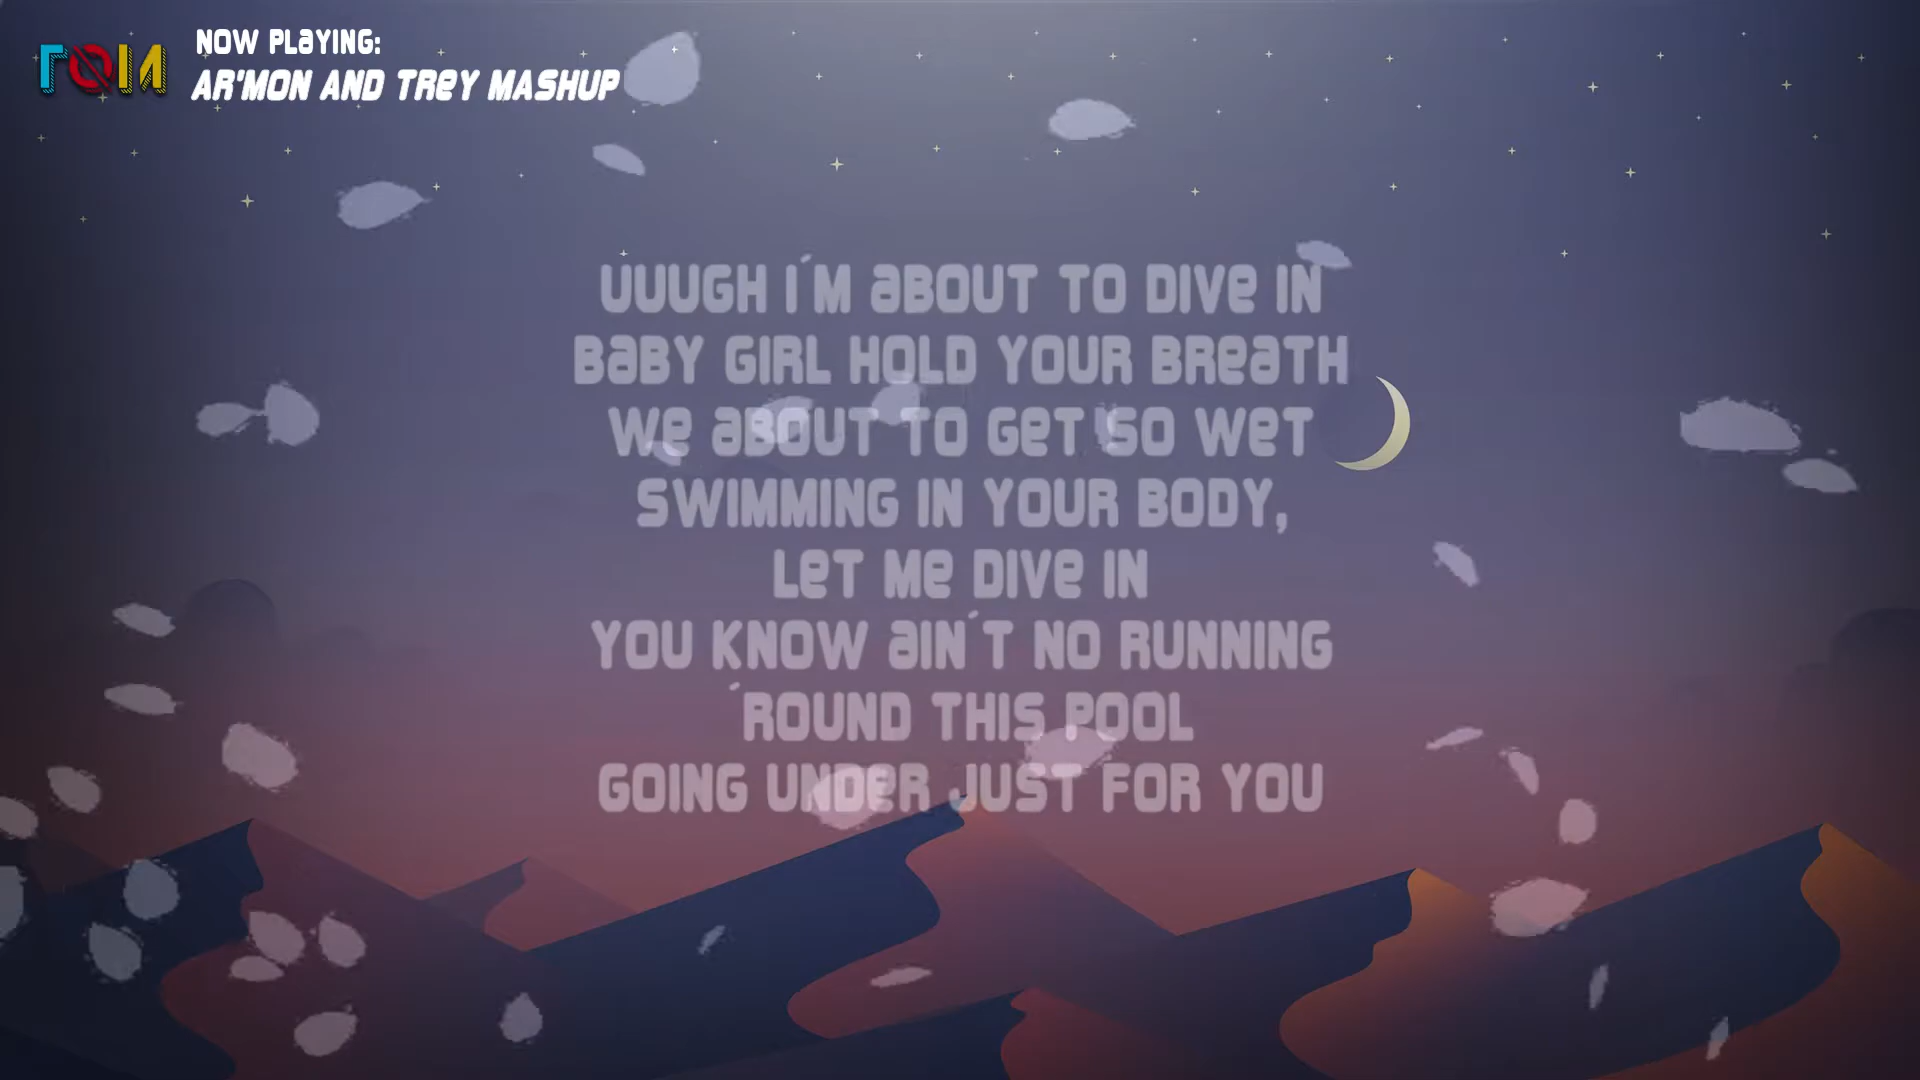 ГФІИ
NOW PLAYING:
AR'MON AND TREY MASHUP
UUUGH I´M ABOUT TO DIVE IN
BABY GIRL HOLD YOUR BREATH
WE ABOUT TO GET SO WET
SWIMMING IN YOUR BODY,
LET ME DIVE IN
YOU KNOW AIN´T NO RUNNING
´ROUND THIS POOL
GOING UNDER JUST FOR YOU